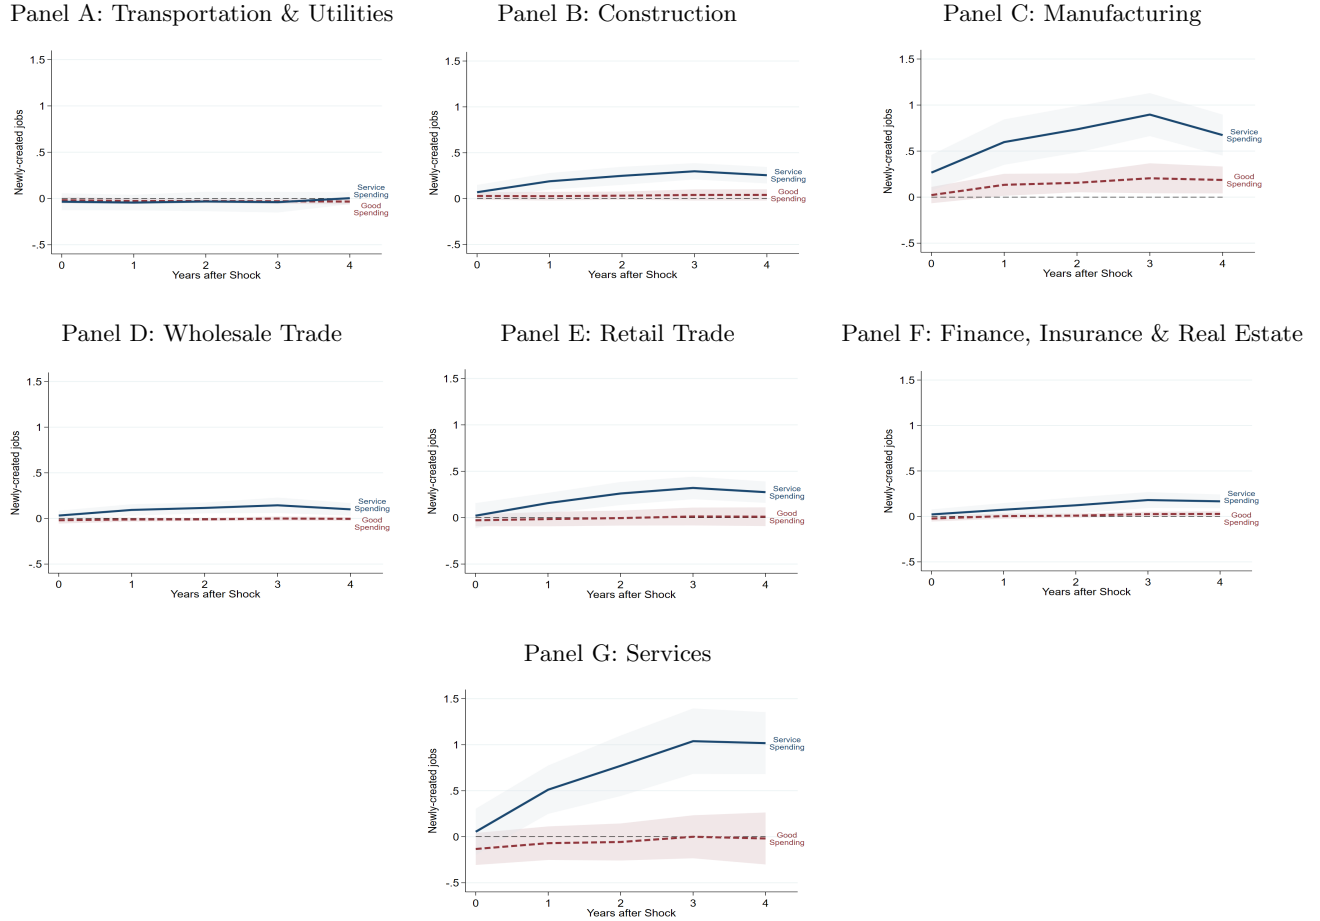 Panel A: Transportation & Utilities
Newly-created jobs
1.5
1
.5
0
-.5
0 1 2 3 4
Years after Shock
Service
Spending
Good
Spending
Panel B: Construction
Newly-created jobs
1.5
1
.5
0
-.5
0 1 2 3 4
Years after Shock
Service
Spending
Good
Spending
Panel C: Manufacturing
Newly-created jobs
1.5
1
.5
0
-.5
0 1 2 3 4
Years after Shock
Service
Spending
Good
Spending
Panel D: Wholesale Trade
Newly-created jobs
1.5
1
.5
0
-.5
0 1 2 3 4
Years after Shock
Service
Spending
Good
Spending
Panel E: Retail Trade
Newly-created jobs
1.5
1
.5
0
-.5
0 1 2 3 4
Years after Shock
Service
Spending
Good
Spending
Panel F: Finance, Insurance & Real Estate
Newly-created jobs
1.5
1
.5
0
-.5
0 1 2 3 4
Years after Shock
Service
Spending
Good
Spending
Panel G: Services
Newly-created jobs
1.5
1
.5
0
-.5
0 1 2 3 4
Years after Shock
Service
Spending
Good
Spending